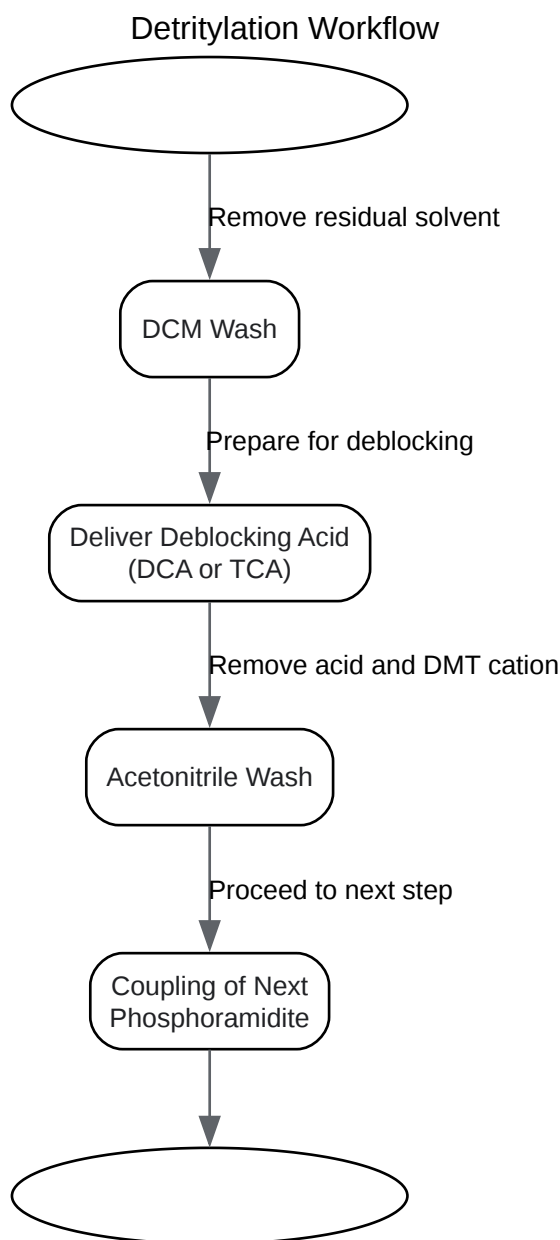 Detritylation Workflow
Remove residual solvent
DCM Wash
Prepare for deblocking
Deliver Deblocking Acid
(DCA or TCA)
Remove acid and DMT cation
Acetonitrile Wash
Proceed to next step
Coupling of Next
Phosphoramidite